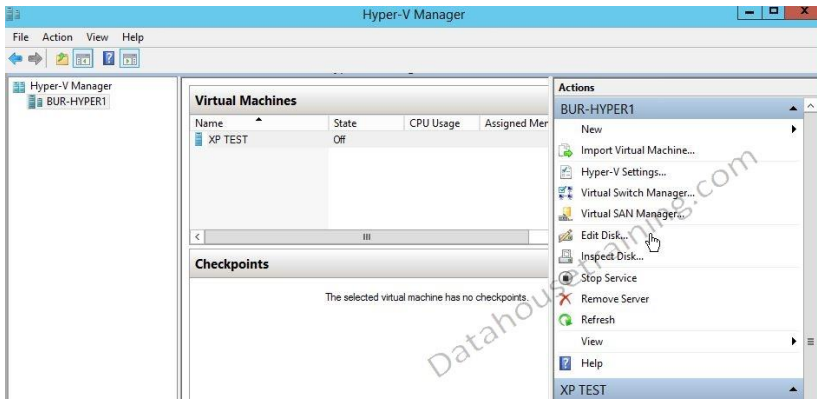 Hyper-V Manager
File Action View Help
Hyper-V Manager
BUR-HYPER1
Virtual Machines
Name State CPU Usage Assigned Mer
XP TEST Off
Checkpoints
The selected virtual machine has no checkpoints.
Actions
BUR-HYPER1
New
Import Virtual Machine...
Hyper-V Settings...
Virtual Switch Manager...
Virtual SAN Manager...
Edit Disk...
Inspect Disk...
Stop Service
Remove Server
Refresh
View
Help
XP TEST
Datahousetraining.com